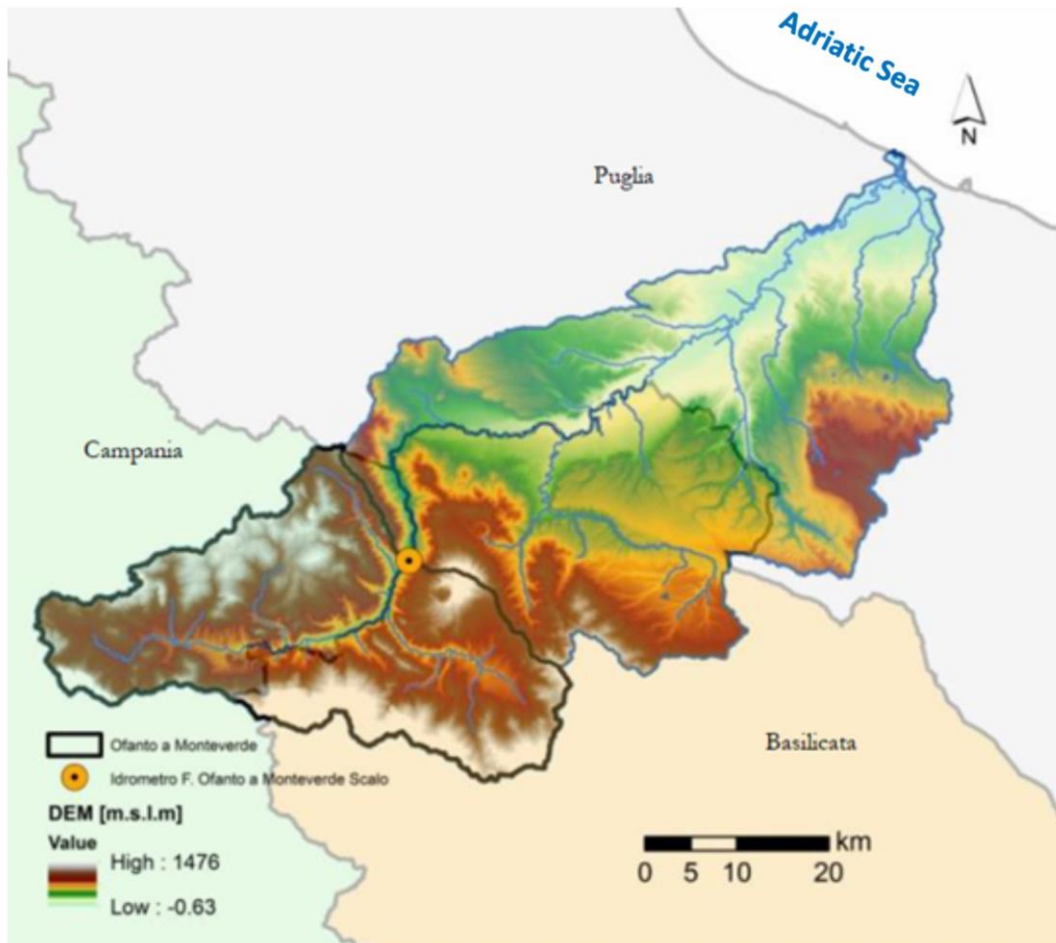 Adriatic Sea
N
Puglia
Campania
Basilicata
Ofanto a Monteverde
Idrometro F. Ofanto a Monteverde Scalo
DEM [m.s.l.m]
Value
High : 1476
Low : -0.63
km
0 5 10 20